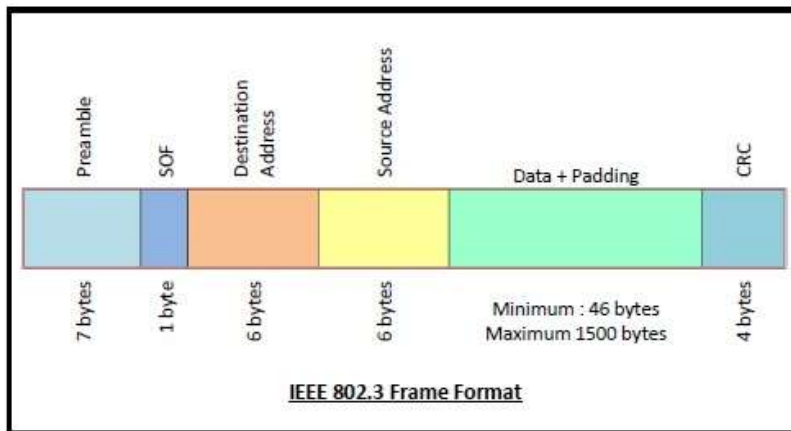 Preamble
SOF
Destination
Address
Source Address
Data + Padding
CRC
7 bytes
1 byte
6 bytes
6 bytes
Minimum : 46 bytes
Maximum 1500 bytes
4 bytes
IEEE 802.3 Frame Format